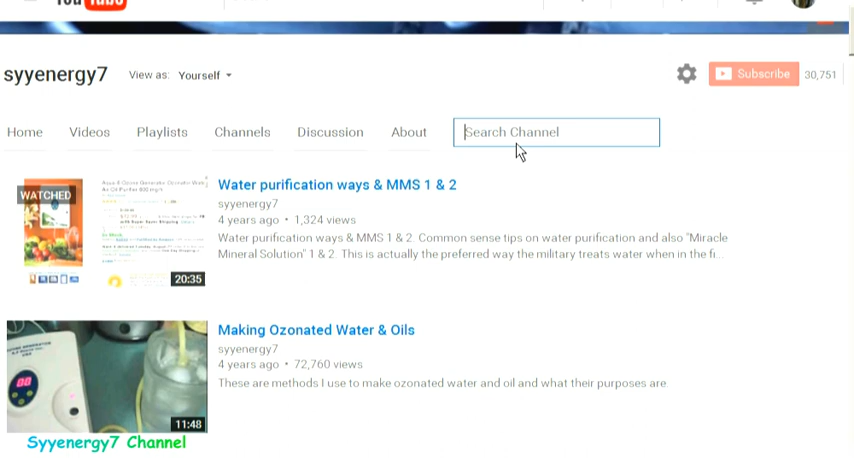 YouTube
syyenergy7 View as: Yourself Subscribe 30,751
Home Videos Playlists Channels Discussion About Search Channel
WATCHED
20:35
Water purification ways & MMS 1 & 2
syyenergy7
4 years ago • 1,324 views
Water purification ways & MMS 1 & 2. Common sense tips on water purification and also "Miracle
Mineral Solution" 1 & 2. This is actually the preferred way the military treats water when in the fi...
11:48
Making Ozonated Water & Oils
syyenergy7
4 years ago • 72,760 views
These are methods I use to make ozonated water and oil and what their purposes are.
Syyenergy7 Channel